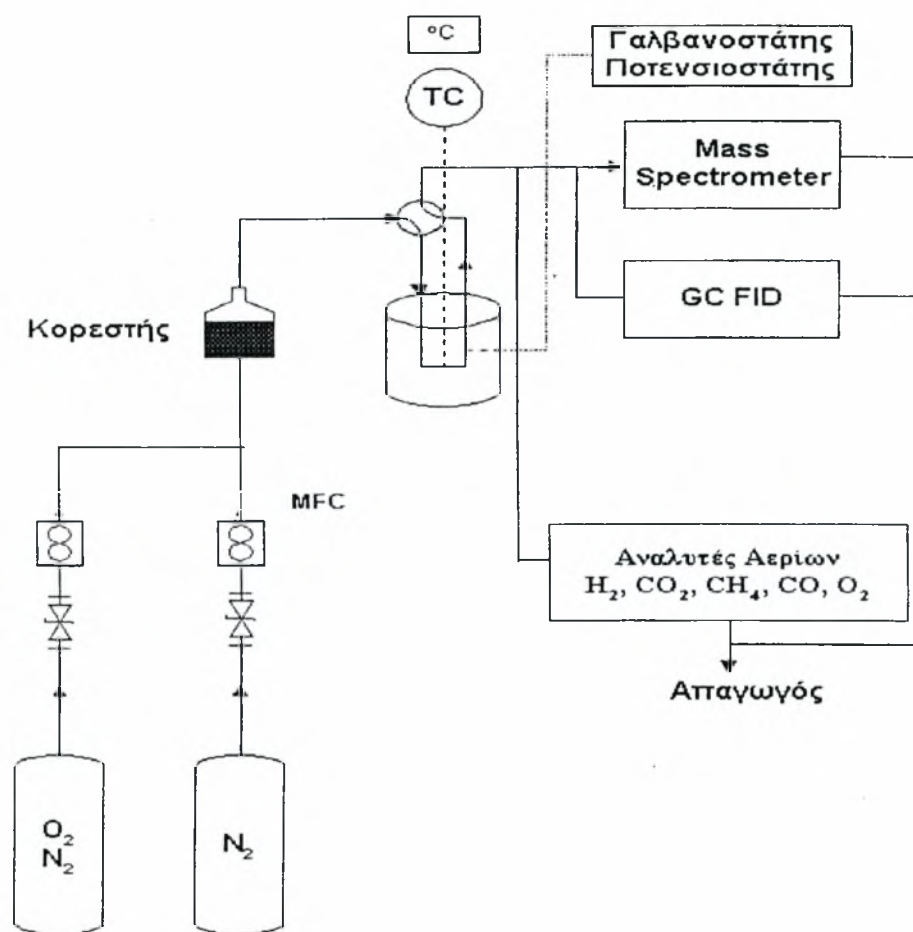 °C
TC
Γαλβανοστάτης
Ποτενσιοστάτης
Mass
Spectrometer
GC FID
Κορεστής
MFC
Αναλυτές Αερίων
H₂, CO₂, CH₄, CO, O₂
Απαγωγός
O₂
N₂
N₂